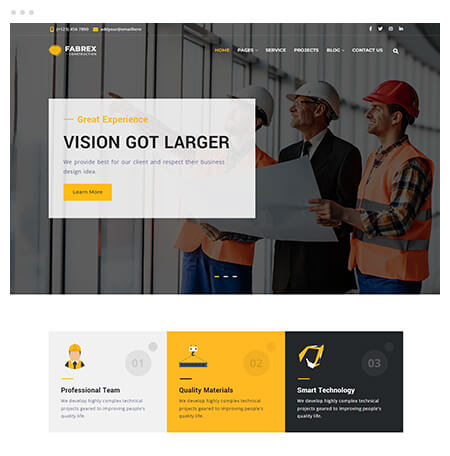 (+123) 456 7890 addyour@emailhere
FABREX
CONSTRUCTION
HOME PAGES SERVICE PROJECTS BLOG CONTACT US
Great Experience
VISION GOT LARGER
We provide best for our client and respect their business
design idea.
Learn More
01
Professional Team
We develop highly complex technical
projects geared to improving people's
quality life.
02
Quality Materials
We develop highly complex technical
projects geared to improving people's
quality life.
03
Smart Technology
We develop highly complex technical
projects geared to improving people's
quality life.